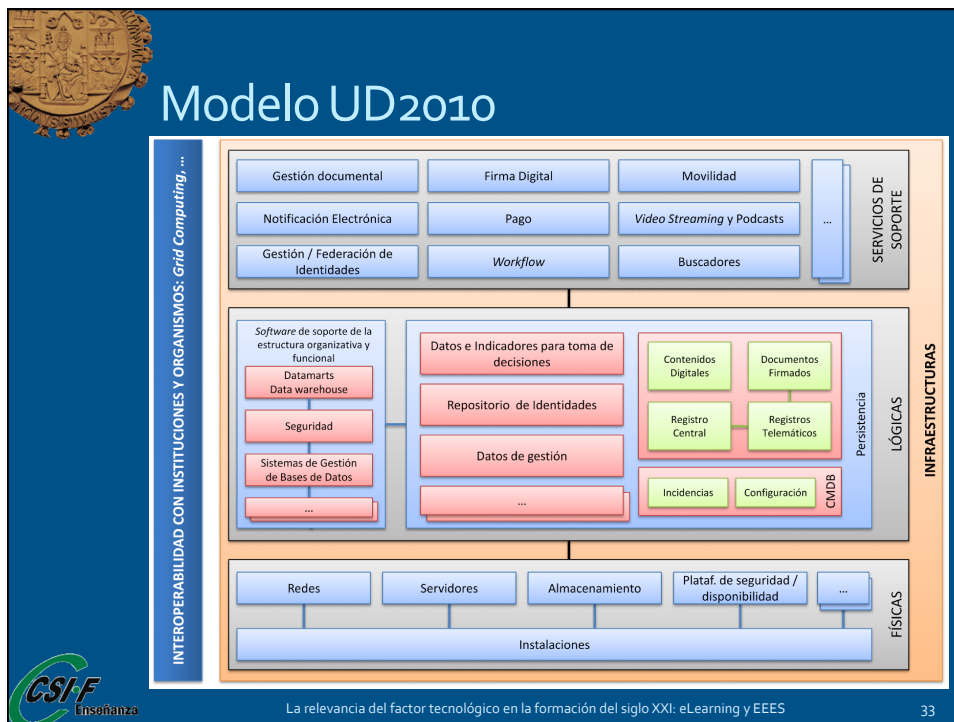 Modelo UD2010
INTEROPERABILIDAD CON INSTITUCIONES Y ORGANISMOS: Grid Computing, ...
Gestión documental
Firma Digital
Movilidad
Notificación Electrónica
Pago
Video Streaming y Podcasts
...
Gestión / Federación de
Identidades
Workflow
Buscadores
SERVICIOS DE
SOPORTE
Software de soporte de la
estructura organizativa y
funcional
Datamarts
Data warehouse
Seguridad
Sistemas de Gestión
de Bases de Datos
...
Datos e Indicadores para toma de
decisiones
Repositorio de Identidades
Datos de gestión
...
Contenidos
Digitales
Documentos
Firmados
Registro
Central
Registros
Telemáticos
Incidencias
Configuración
CMDB
Persistencia
LÓGICAS
INFRAESTRUCTURAS
Redes
Servidores
Almacenamiento
Plataf. de seguridad /
disponibilidad
...
Instalaciones
FÍSICAS
CSI-F
Enseñanza
La relevancia del factor tecnológico en la formación del siglo XXI: eLearning y EEES
33